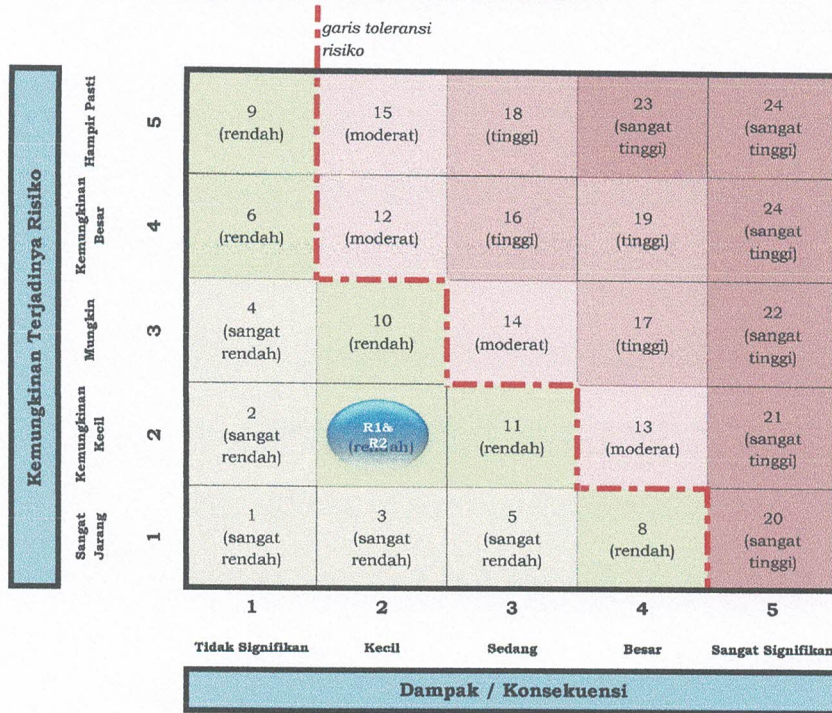 garis toleransi
risiko
Kemungkinan Terjadinya Risiko
Hampir Pasti
5
9
(rendah)
15
(moderat)
18
(tinggi)
23
(sangat
tinggi)
24
(sangat
tinggi)
Kemungkinan
Besar
4
6
(rendah)
12
(moderat)
16
(tinggi)
19
(tinggi)
24
(sangat
tinggi)
Mungkin
3
4
(sangat
rendah)
10
(rendah)
14
(moderat)
17
(tinggi)
22
(sangat
tinggi)
Kemungkinan
Kecil
2
2
(sangat
rendah)
R1&
R2
(rendah)
11
(rendah)
13
(moderat)
21
(sangat
tinggi)
Sangat
Jarang
1
1
(sangat
rendah)
3
(sangat
rendah)
5
(sangat
rendah)
8
(rendah)
20
(sangat
tinggi)
1
2
3
4
5
Tidak Signifikan
Kecil
Sedang
Besar
Sangat Signifikan
Dampak / Konsekuensi